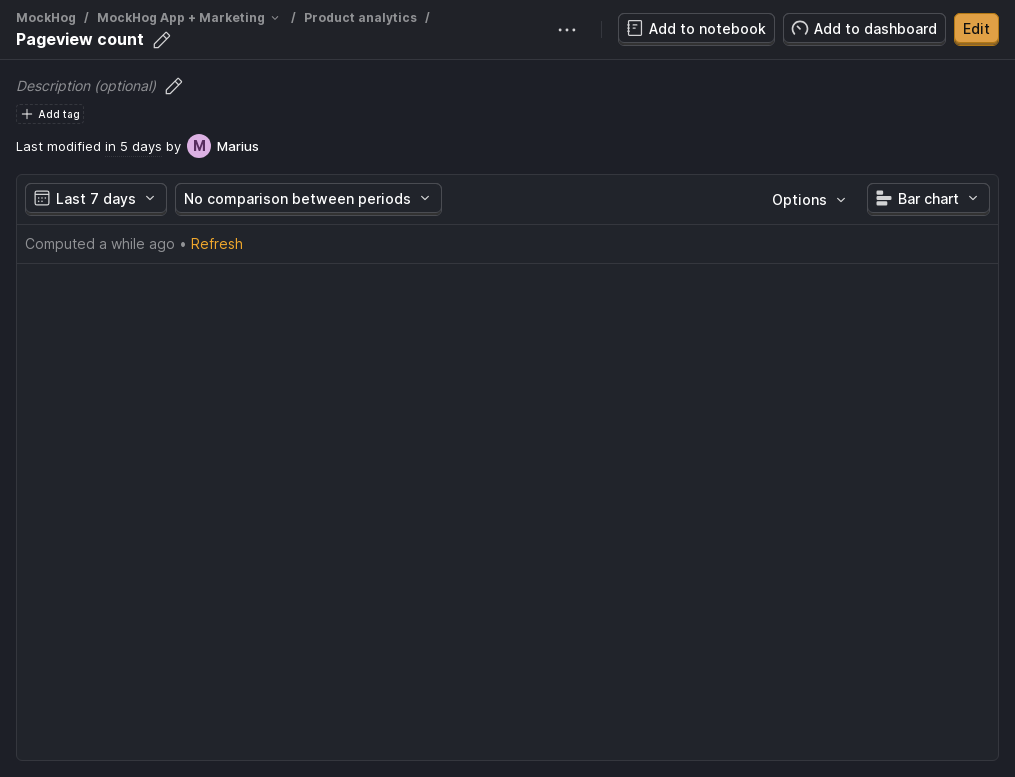 MockHog / MockHog App + Marketing / Product analytics /
Pageview count
Add to notebook
Add to dashboard
Edit
Description (optional)
Add tag
Last modified in 5 days by M Marius
Last 7 days
No comparison between periods
Options
Bar chart
Computed a while ago • Refresh